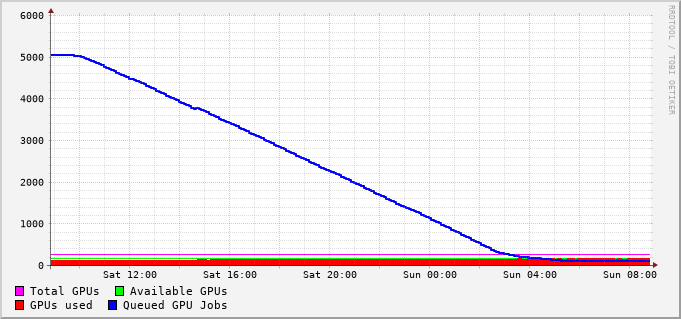 6000
5000
4000
3000
2000
1000
0
Sat 12:00 Sat 16:00 Sat 20:00 Sun 00:00 Sun 04:00 Sun 08:00
Total GPUs Available GPUs
GPUs used Queued GPU Jobs
RRDTOOL / TOBI OETIKER